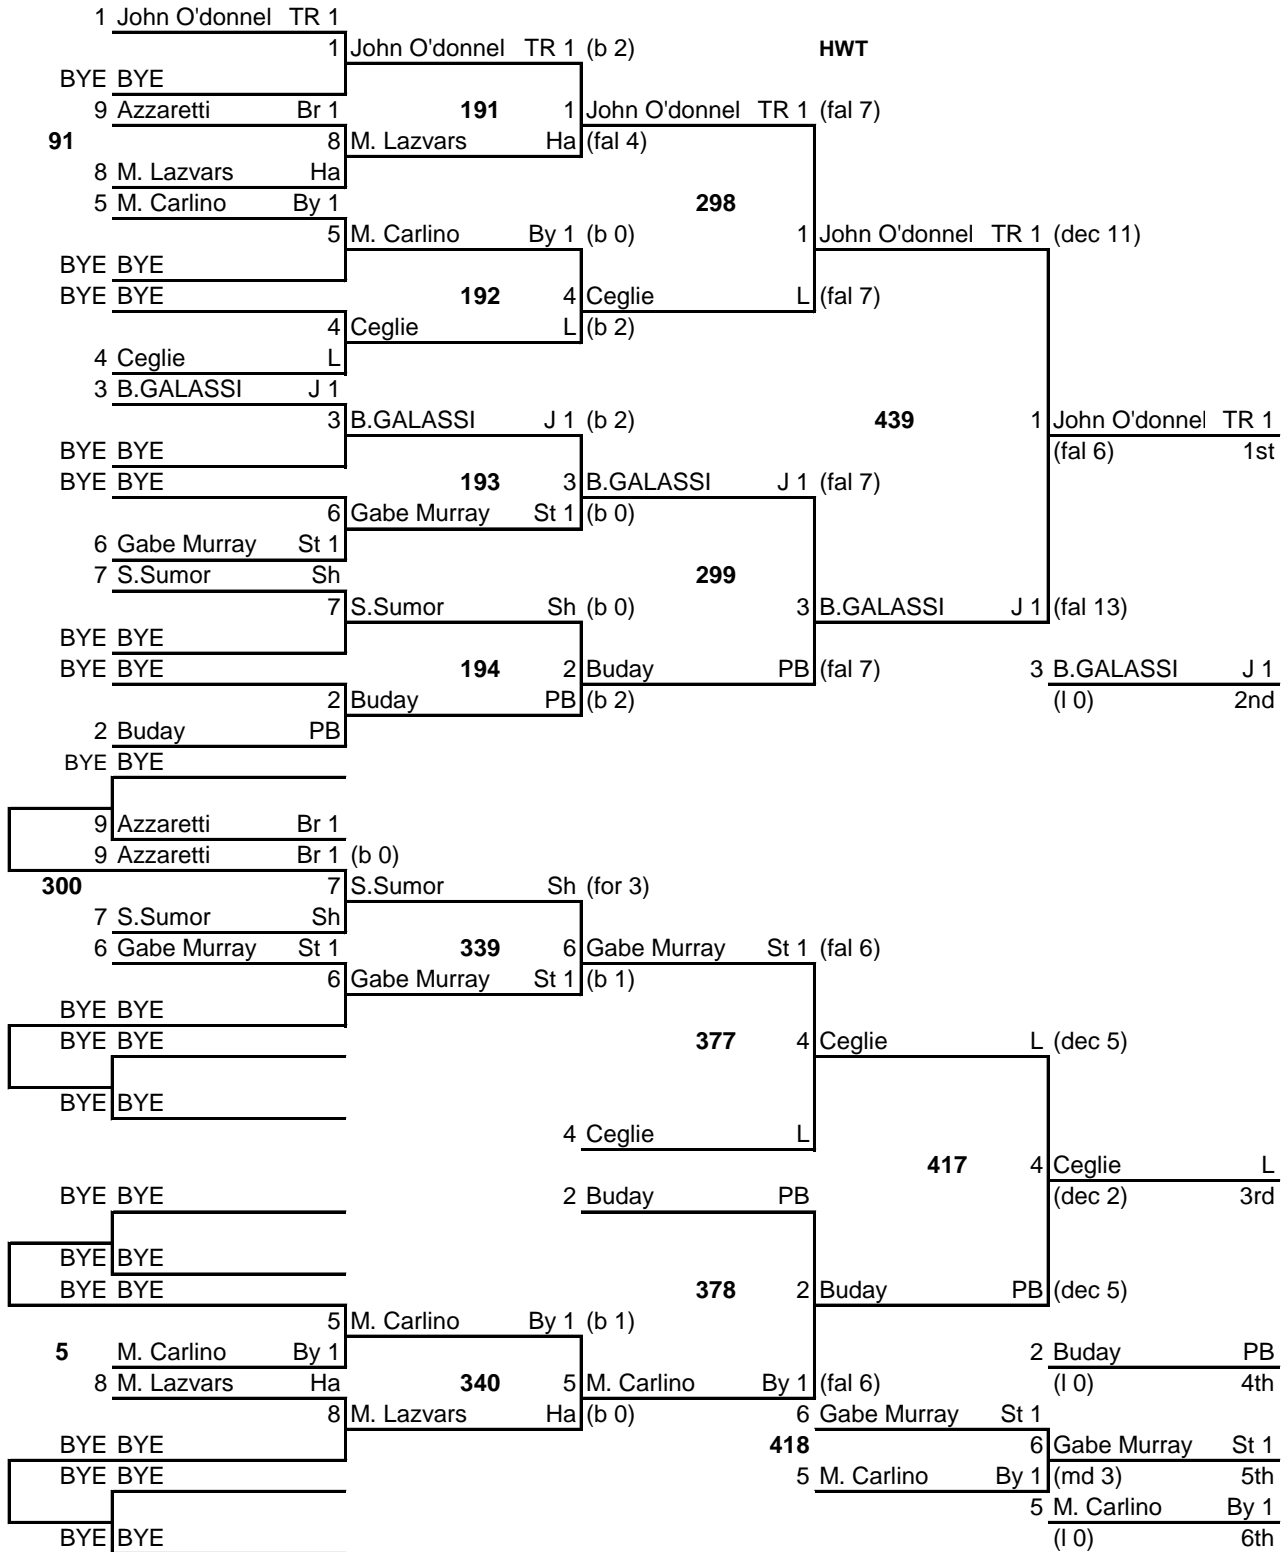 1 John O'donnel TR 1
1 John O'donnel TR 1 (b 2) HWT
BYE BYE
9 Azzaretti Br 1 191 1 John O'donnel TR 1 (fal 7)
91 8 M. Lazvars Ha (fal 4)
8 M. Lazvars Ha
5 M. Carlino By 1 298
5 M. Carlino By 1 (b 0) 1 John O'donnel TR 1 (dec 11)
BYE BYE
BYE BYE 192 4 Ceglie L (fal 7)
4 Ceglie L (b 2)
4 Ceglie L
3 B.GALASSI J 1
3 B.GALASSI J 1 (b 2) 439 1 John O'donnel TR 1
BYE BYE (fal 6) 1st
BYE BYE 193 3 B.GALASSI J 1 (fal 7)
6 Gabe Murray St 1 (b 0)
6 Gabe Murray St 1
7 S.Sumor Sh 299
7 S.Sumor Sh (b 0) 3 B.GALASSI J 1 (fal 13)
BYE BYE
BYE BYE 194 2 Buday PB (fal 7) 3 B.GALASSI J 1
2 Buday PB (b 2) (l 0) 2nd
2 Buday PB
BYE BYE
9 Azzaretti Br 1
9 Azzaretti Br 1 (b 0)
300 7 S.Sumor Sh (for 3)
7 S.Sumor Sh
6 Gabe Murray St 1 339 6 Gabe Murray St 1 (fal 6)
6 Gabe Murray St 1 (b 1)
BYE BYE
BYE BYE 377 4 Ceglie L (dec 5)
BYE BYE
4 Ceglie L
417 4 Ceglie L
BYE BYE 2 Buday PB (dec 2) 3rd
BYE BYE
BYE BYE 378 2 Buday PB (dec 5)
5 M. Carlino By 1 (b 1)
5 M. Carlino By 1 2 Buday PB
8 M. Lazvars Ha 340 5 M. Carlino By 1 (fal 6) (l 0) 4th
8 M. Lazvars Ha (b 0) 6 Gabe Murray St 1
BYE BYE 418 6 Gabe Murray St 1
BYE BYE 5 M. Carlino By 1 (md 3) 5th
5 M. Carlino By 1
BYE BYE (l 0) 6th